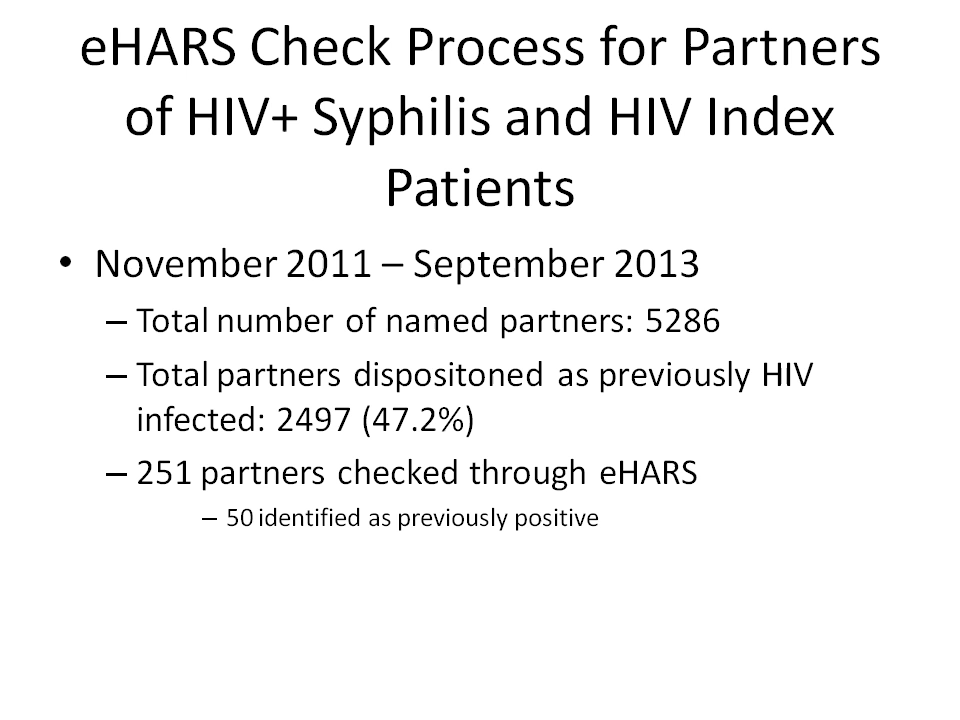 eHARS Check Process for Partners
of HIV+ Syphilis and HIV Index
Patients
• November 2011 – September 2013
– Total number of named partners: 5286
– Total partners dispositoned as previously HIV
infected: 2497 (47.2%)
– 251 partners checked through eHARS
– 50 identified as previously positive